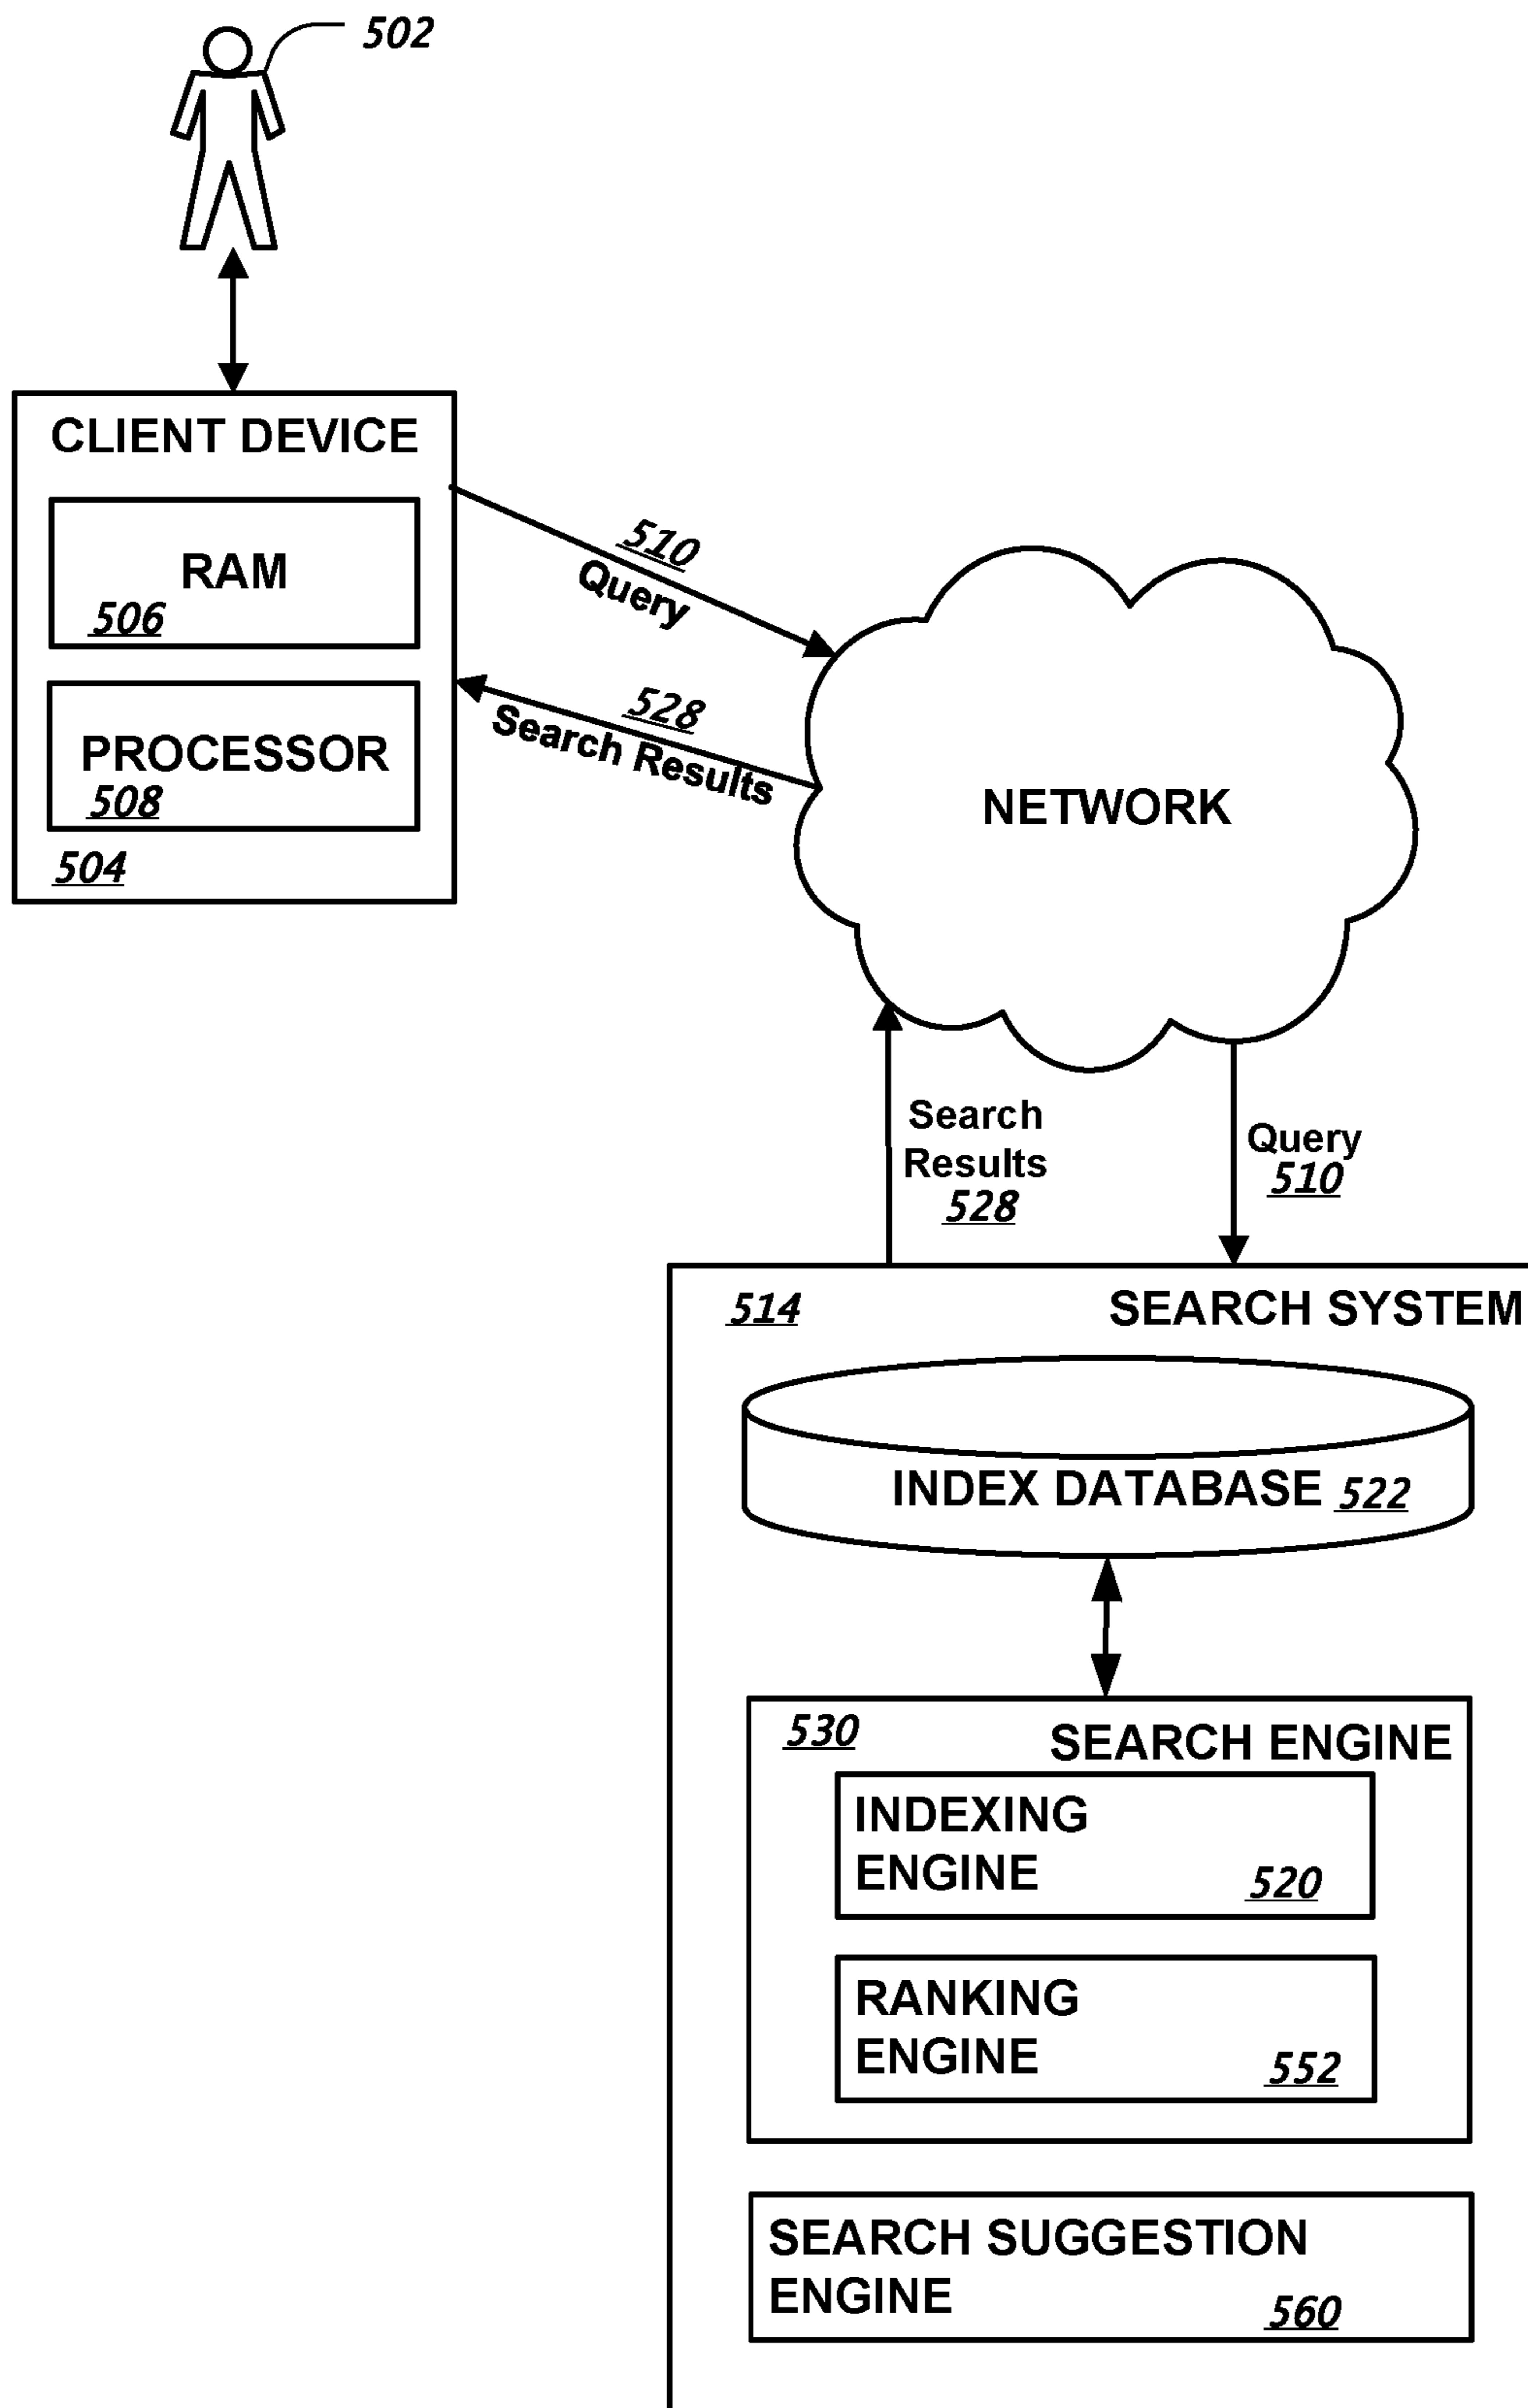 502
CLIENT DEVICE
RAM
506
PROCESSOR
508
504
510
Query
528
Search Results
NETWORK
Search
Results
528
Query
510
514
SEARCH SYSTEM
INDEX DATABASE 522
530
SEARCH ENGINE
INDEXING
ENGINE
520
RANKING
ENGINE
552
SEARCH SUGGESTION
ENGINE
560